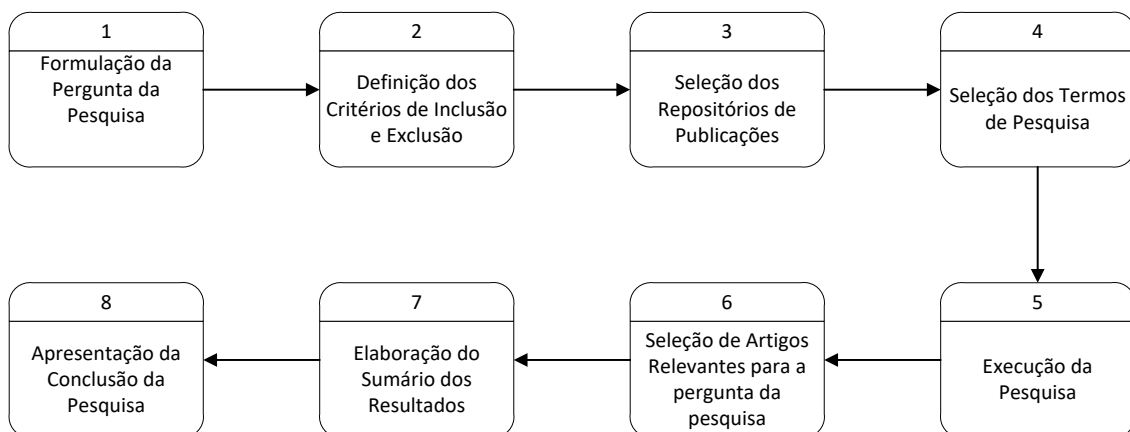 1
Formulação da
Pergunta da
Pesquisa
2
Definição dos
Critérios de Inclusão
e Exclusão
3
Seleção dos
Repositórios de
Publicações
4
Seleção dos Termos
de Pesquisa
5
Execução da
Pesquisa
6
Seleção de Artigos
Relevantes para a
pergunta da
pesquisa
7
Elaboração do
Sumário dos
Resultados
8
Apresentação da
Conclusão da
Pesquisa